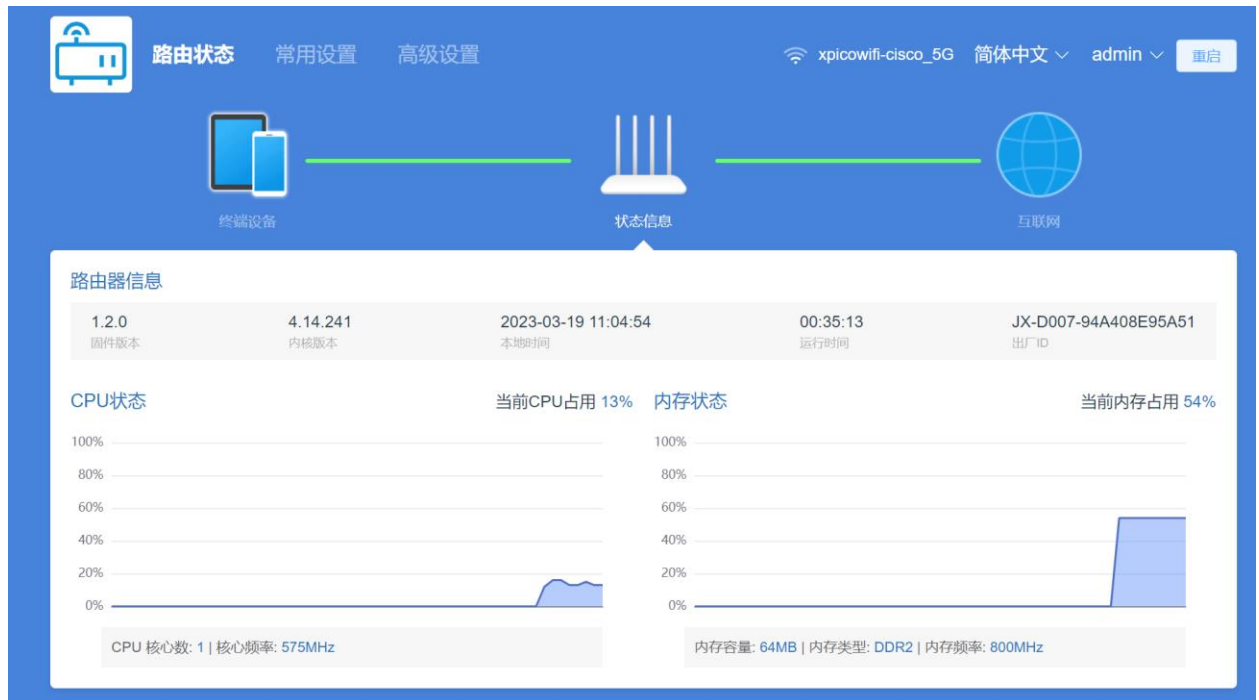 路由状态 常用设置 高级设置 xpicowifi-cisco_5G 简体中文 admin 重启
终端设备 状态信息 互联网
路由器信息
1.2.0 4.14.241 2023-03-19 11:04:54 00:35:13 JX-D007-94A408E95A51
固件版本 内核版本 本地时间 运行时间 出厂ID
CPU状态 当前CPU占用 13% 内存状态 当前内存占用 54%
100% 100%
80% 80%
60% 60%
40% 40%
20% 20%
0% 0%
CPU 核心数: 1 | 核心频率: 575MHz 内存容量: 64MB | 内存类型: DDR2 | 内存频率: 800MHz